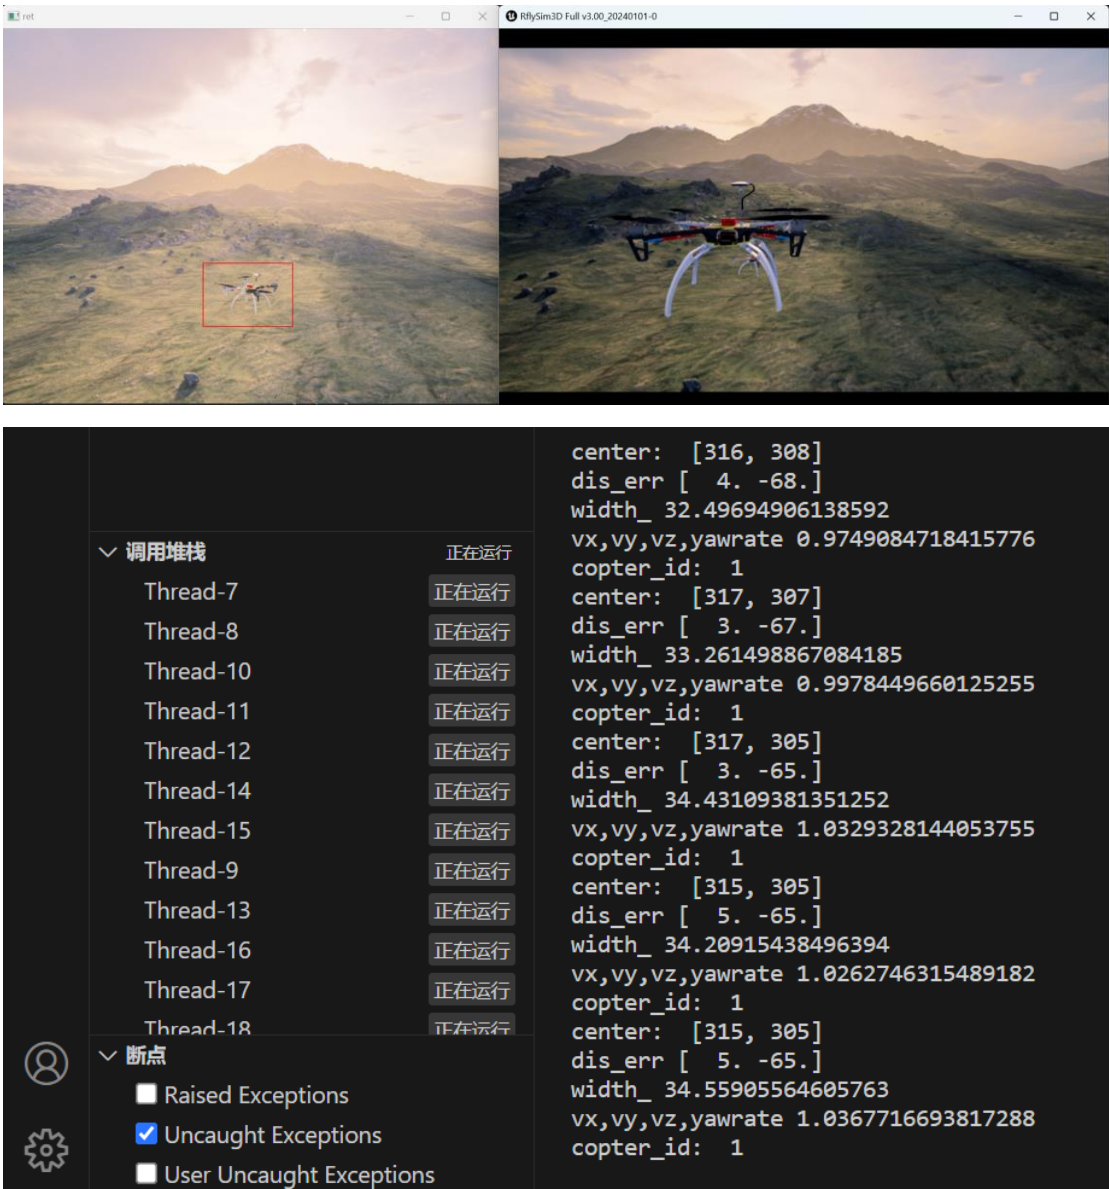 ret
RflySim3D Full v3.00_20240101-0
调用堆栈 正在运行
Thread-7 正在运行
Thread-8 正在运行
Thread-10 正在运行
Thread-11 正在运行
Thread-12 正在运行
Thread-14 正在运行
Thread-15 正在运行
Thread-9 正在运行
Thread-13 正在运行
Thread-16 正在运行
Thread-17 正在运行
Thread-18 正在运行
断点
Raised Exceptions
Uncaught Exceptions
User Uncaught Exceptions
center:  [316, 308]
dis_err [  4. -68.]
width_ 32.49694906138592
vx,vy,vz,yawrate 0.9749084718415776
copter_id:  1
center:  [317, 307]
dis_err [  3. -67.]
width_ 33.261498867084185
vx,vy,vz,yawrate 0.9978449660125255
copter_id:  1
center:  [317, 305]
dis_err [  3. -65.]
width_ 34.43109381351252
vx,vy,vz,yawrate 1.0329328144053755
copter_id:  1
center:  [315, 305]
dis_err [  5. -65.]
width_ 34.20915438496394
vx,vy,vz,yawrate 1.0262746315489182
copter_id:  1
center:  [315, 305]
dis_err [  5. -65.]
width_ 34.55905564605763
vx,vy,vz,yawrate 1.0367716693817288
copter_id:  1